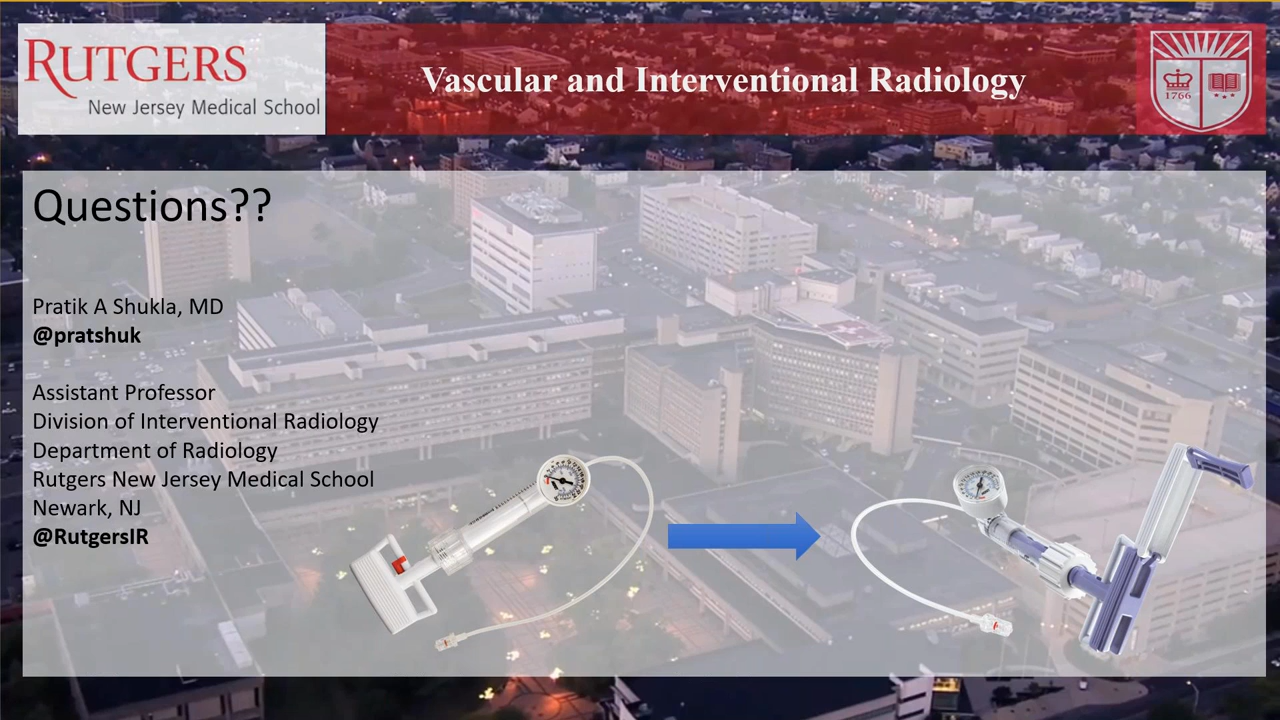 RUTGERS
New Jersey Medical School
Vascular and Interventional Radiology
1766
Questions??
Pratik A Shukla, MD
@pratshuk
Assistant Professor
Division of Interventional Radiology
Department of Radiology
Rutgers New Jersey Medical School
Newark, NJ
@RutgersIR